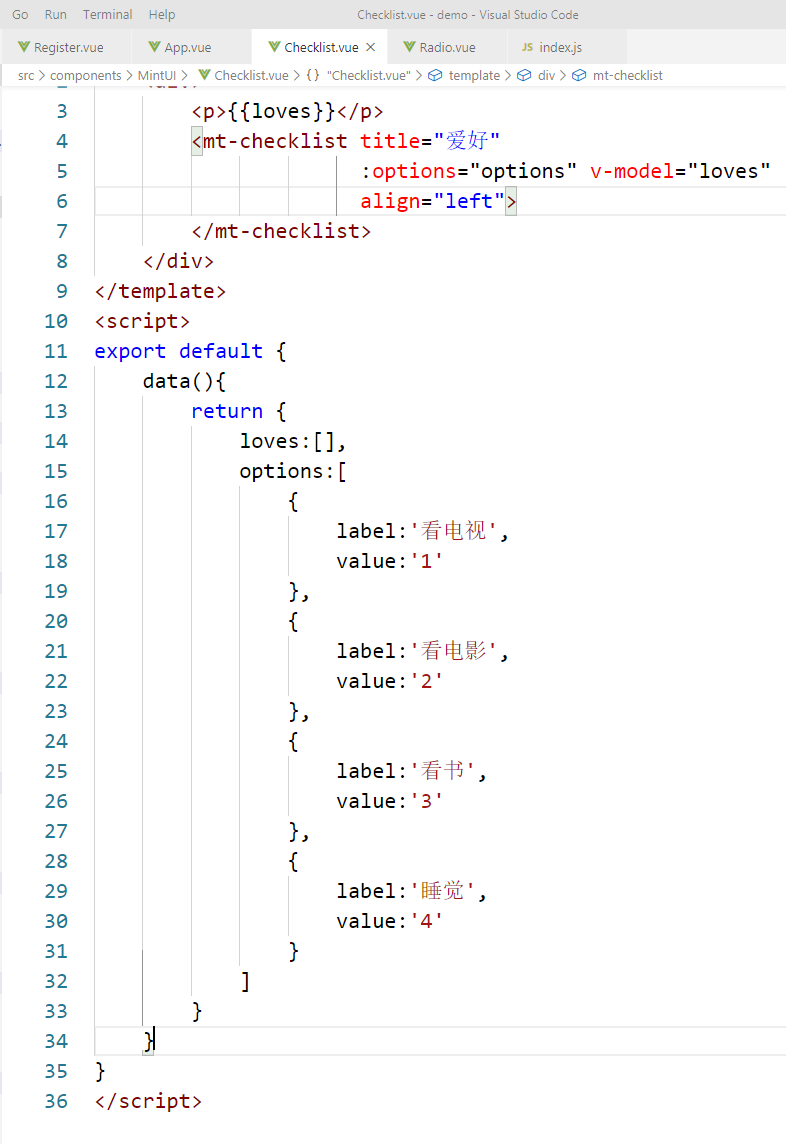 Go Run Terminal Help Checklist.vue - demo - Visual Studio Code
Register.vue App.vue Checklist.vue × Radio.vue JS index.js
src > components > MintUI > Checklist.vue > {} "Checklist.vue" > template > div > mt-checklist
3 <p>{{loves}}</p>
4 <mt-checklist title="爱好"
5 :options="options" v-model="loves"
6 align="left">
7 </mt-checklist>
8 </div>
9 </template>
10 <script>
11 export default {
12 data(){
13 return {
14 loves:[],
15 options:[
16 {
17 label:'看电视',
18 value:'1'
19 },
20 {
21 label:'看电影',
22 value:'2'
23 },
24 {
25 label:'看书',
26 value:'3'
27 },
28 {
29 label:'睡觉',
30 value:'4'
31 }
32 ]
33 }
34 }
35 }
36 </script>